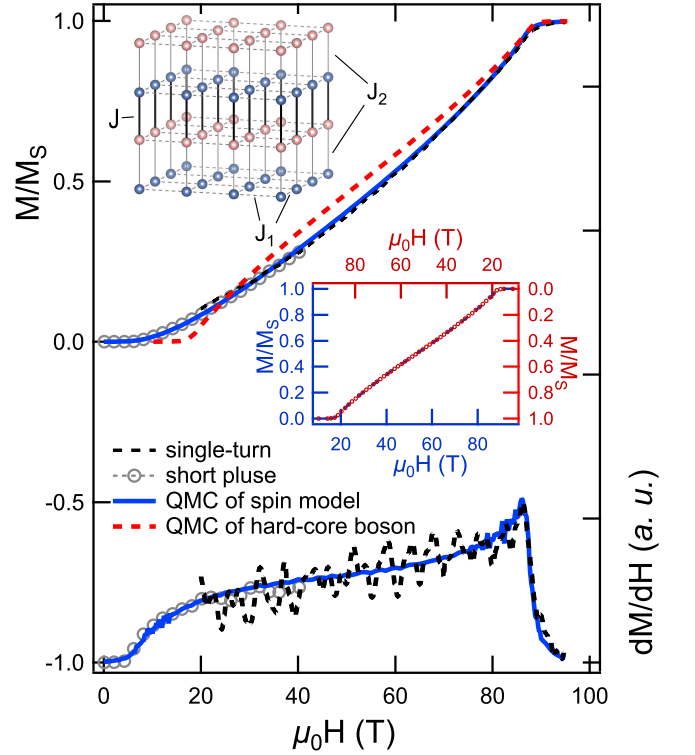 M/M_S
1.0
0.5
0.0
-0.5
-1.0
J
J₂
J₁
μ₀H (T)
80
60
40
20
M/M_S
1.0
0.8
0.6
0.4
0.2
0.0
0.0
0.2
0.4
0.6
0.8
1.0
M/M_S
20
40
60
80
μ₀H (T)
single-turn
short pluse
QMC of spin model
QMC of hard-core boson
dM/dH (a. u.)
0
20
40
60
80
100
μ₀H (T)